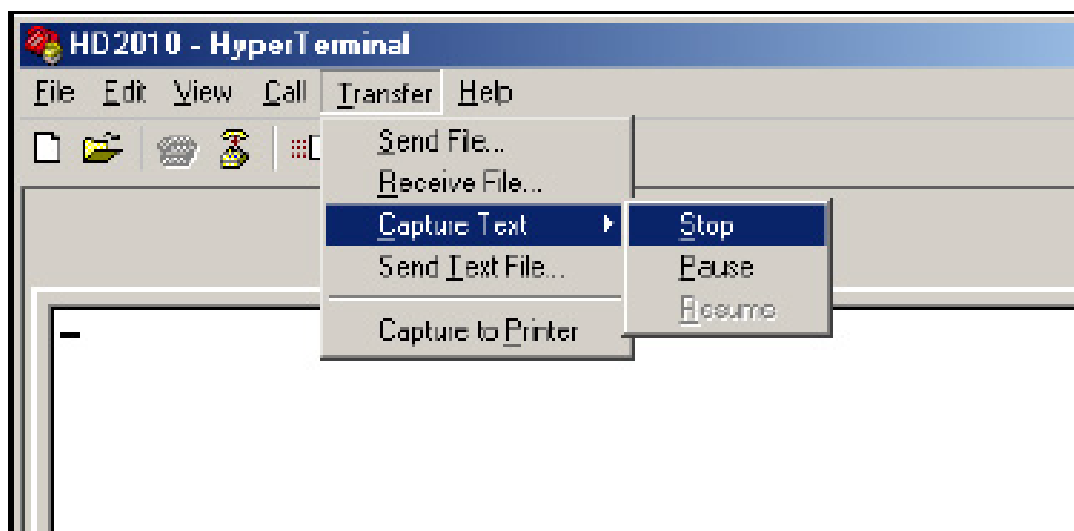 HD2010 - HyperTerminal
File Edit View Call Transfer Help
Send File...
Receive File...
Capture Text
Send Text File...
Capture to Printer
Stop
Pause
Resume